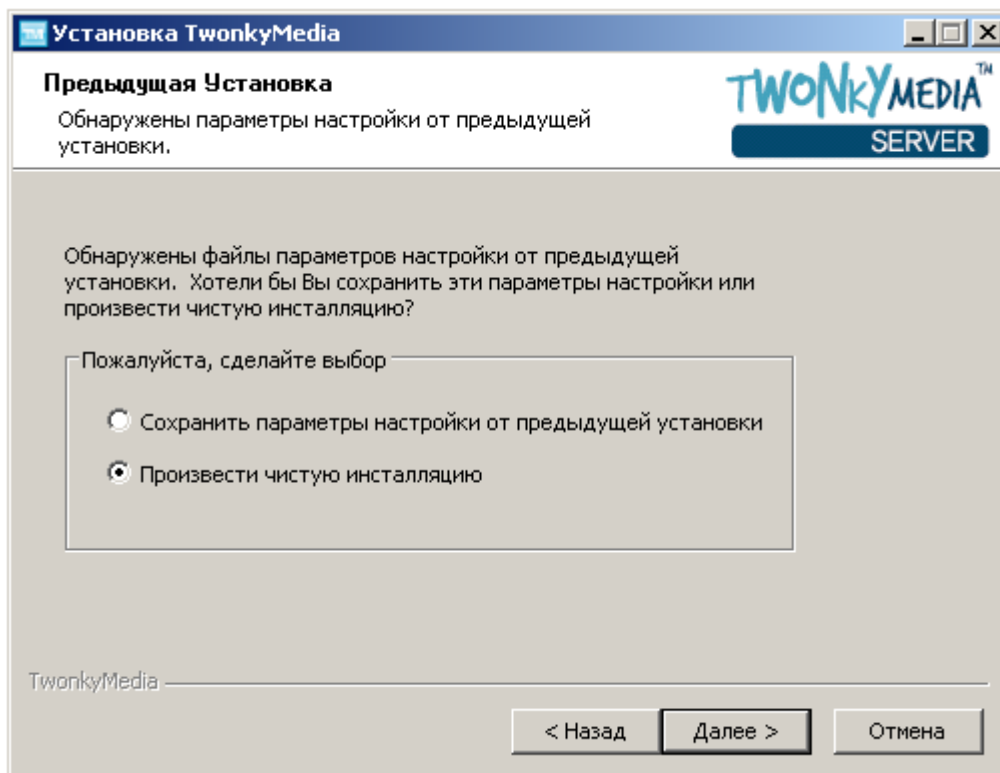 Установка TwonkyMedia
Предыдущая Установка
Обнаружены параметры настройки от предыдущей
установки.
TWONKY MEDIA™
SERVER
Обнаружены файлы параметров настройки от предыдущей
установки. Хотели бы Вы сохранить эти параметры настройки или
произвести чистую инсталляцию?
Пожалуйста, сделайте выбор
Сохранить параметры настройки от предыдущей установки
Произвести чистую инсталляцию
TwonkyMedia
< Назад
Далее >
Отмена